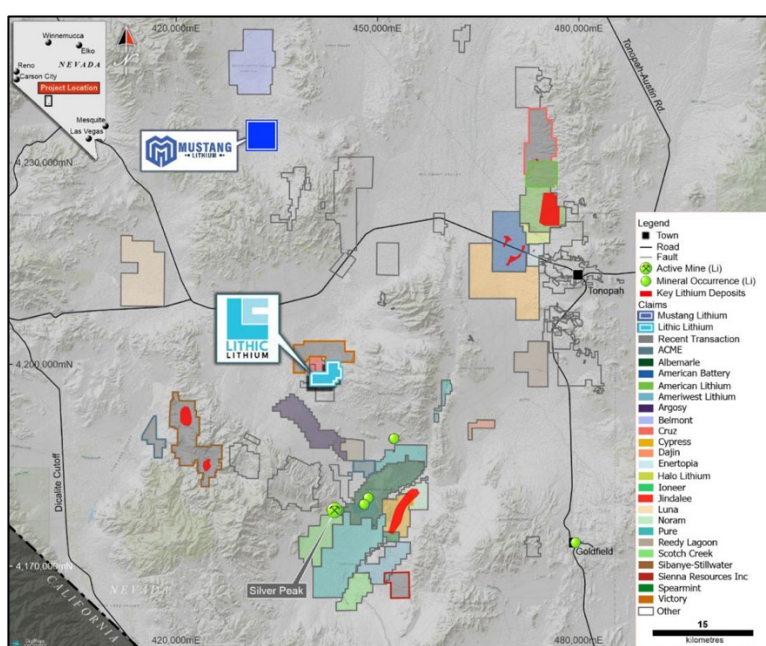 420,000mE
450,000mE
480,000mE
Winnemucca
Elko
NEVADA
Reno
Carson City
Project Location
Mesquite
Las Vegas
N
Tonopah-Austin Rd.
MUSTANG
LITHIUM
4,230,000mN
Tonopah
LITHIC
LITHIUM
4,200,000mN
Dicalite Cutoff
Silver Peak
Goldfield
4,170,000mN
NEVADA
CALIFORNIA
420,000mE
480,000mE
Legend
Town
Road
Fault
Active Mine (Li)
Mineral Occurrence (Li)
Key Lithium Deposits
Claims
Mustang Lithium
Lithic Lithium
Recent Transaction
ACME
Albemarle
American Battery
American Lithium
Ameriwest Lithium
Argosy
Belmont
Cruz
Cypress
Dajin
Enertopia
Halo Lithium
Ioneer
Jindalee
Luna
Noram
Pure
Reedy Lagoon
Scotch Creek
Sibanye-Stillwater
Sienna Resources Inc
Spearmint
Victory
Other
15
kilometres